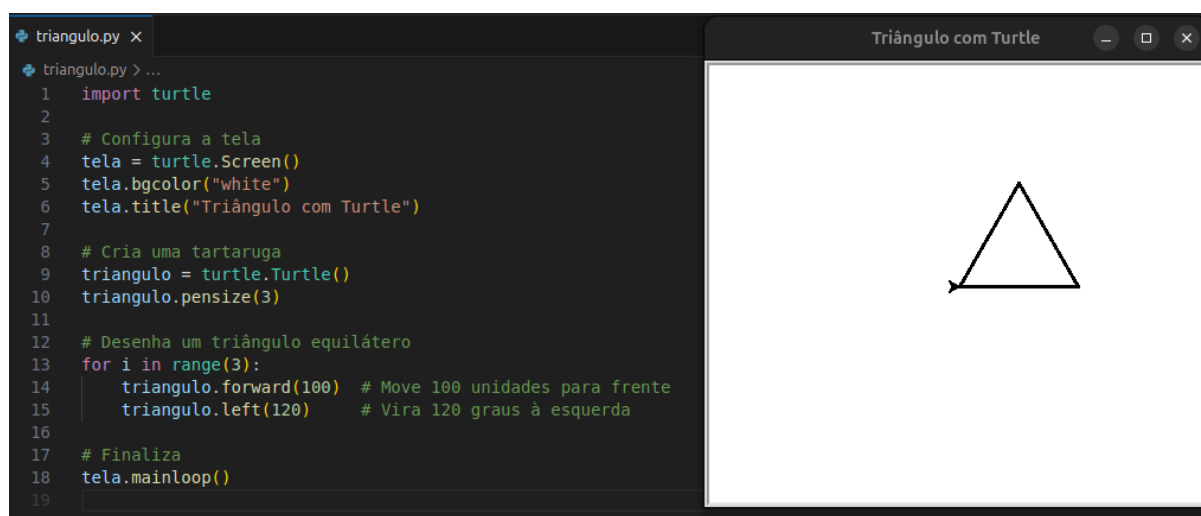 triangulo.py
triangulo.py > ...
1 import turtle
2
3 # Configura a tela
4 tela = turtle.Screen()
5 tela.bgcolor("white")
6 tela.title("Triângulo com Turtle")
7
8 # Cria uma tartaruga
9 triangulo = turtle.Turtle()
10 triangulo.pensize(3)
11
12 # Desenha um triângulo equilátero
13 for i in range(3):
14     triangulo.forward(100)  # Move 100 unidades para frente
15     triangulo.left(120)     # Vira 120 graus à esquerda
16
17 # Finaliza
18 tela.mainloop()
19
Triângulo com Turtle